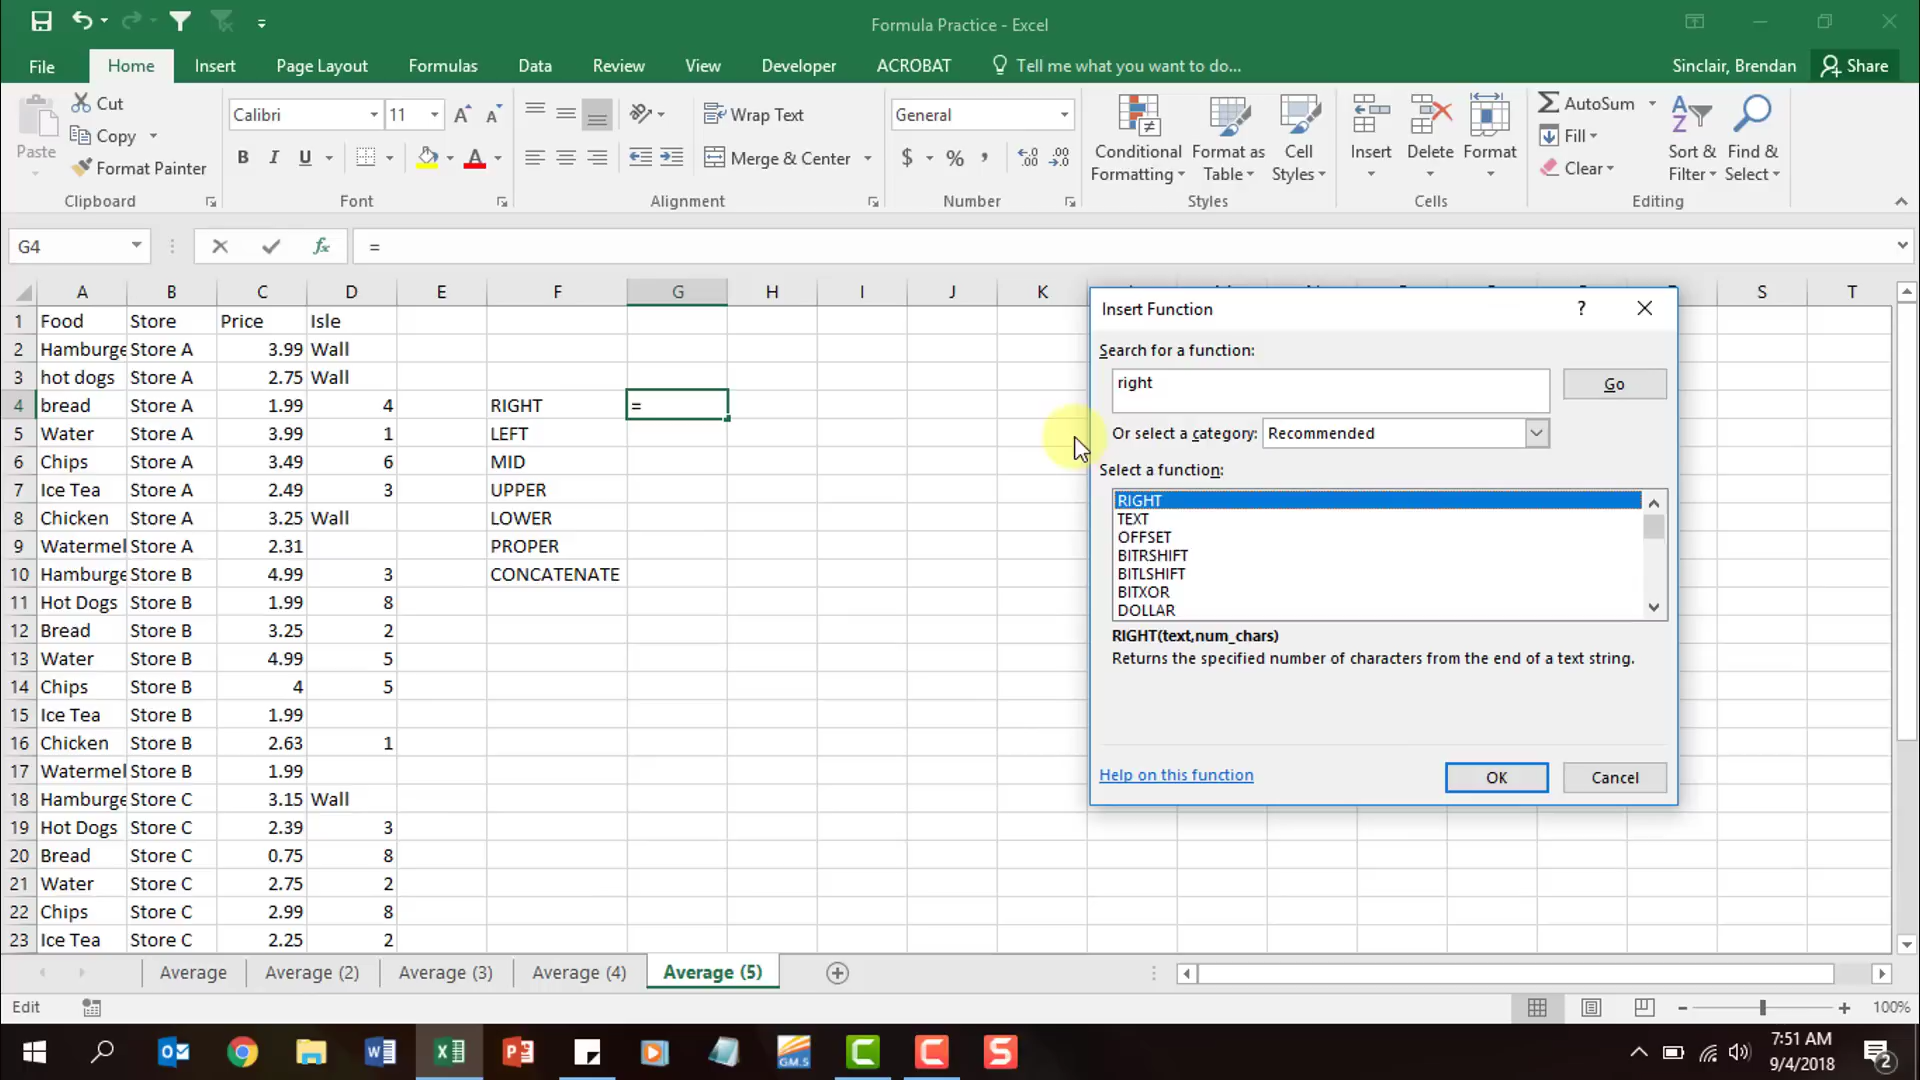 Formula Practice - Excel
File Home Insert Page Layout Formulas Data Review View Developer ACROBAT Tell me what you want to do... Sinclair, Brendan Share
Paste Cut Copy Format Painter Clipboard
Calibri 11 B I U A Font
Wrap Text Merge & Center Alignment
General $ % , Number
Conditional Formatting Format as Table Cell Styles Styles
Insert Delete Format Cells
AutoSum Fill Clear Sort & Filter Find & Select Editing
G4 fx =
A B C D E F G H I J K S T
1 Food Store Price Isle
2 Hamburge Store A 3.99 Wall
3 hot dogs Store A 2.75 Wall
4 bread Store A 1.99 4 RIGHT =
5 Water Store A 3.99 1 LEFT
6 Chips Store A 3.49 6 MID
7 Ice Tea Store A 2.49 3 UPPER
8 Chicken Store A 3.25 Wall LOWER
9 Watermel Store A 2.31 PROPER
10 Hamburge Store B 4.99 3 CONCATENATE
11 Hot Dogs Store B 1.99 8
12 Bread Store B 3.25 2
13 Water Store B 4.99 5
14 Chips Store B 4 5
15 Ice Tea Store B 1.99
16 Chicken Store B 2.63 1
17 Watermel Store B 1.99
18 Hamburge Store C 3.15 Wall
19 Hot Dogs Store C 2.39 3
20 Bread Store C 0.75 8
21 Water Store C 2.75 2
22 Chips Store C 2.99 8
23 Ice Tea Store C 2.25 2
Insert Function ?
Search for a function:
right Go
Or select a category: Recommended
Select a function:
RIGHT
TEXT
OFFSET
BITRSHIFT
BITLSHIFT
BITXOR
DOLLAR
RIGHT(text,num_chars)
Returns the specified number of characters from the end of a text string.
Help on this function OK Cancel
Average Average (2) Average (3) Average (4) Average (5)
Edit 100%
GM.S
7:51 AM
9/4/2018
2